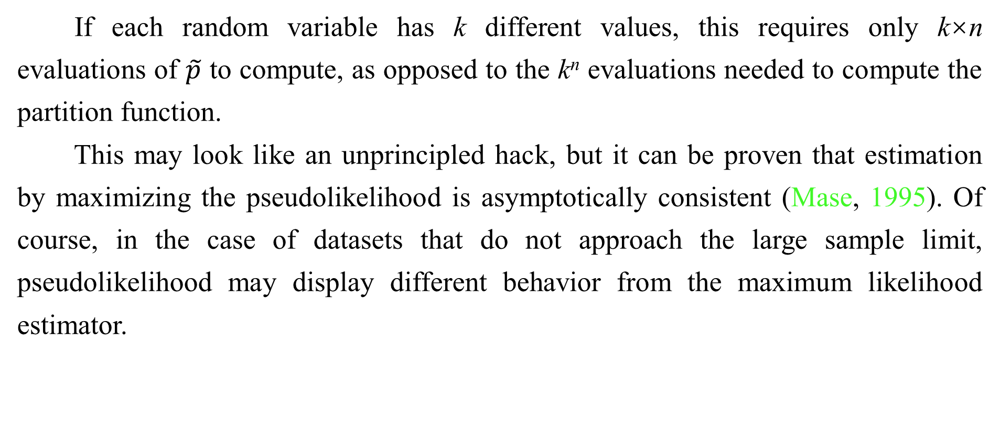 If each random variable has k different values, this requires only k×n
evaluations of p̃ to compute, as opposed to the kⁿ evaluations needed to compute the
partition function.
This may look like an unprincipled hack, but it can be proven that estimation
by maximizing the pseudolikelihood is asymptotically consistent (Mase, 1995). Of
course, in the case of datasets that do not approach the large sample limit,
pseudolikelihood may display different behavior from the maximum likelihood
estimator.